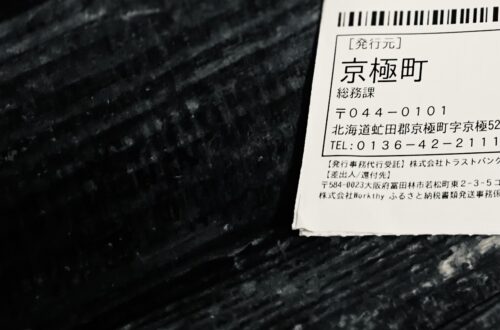 ［発行元］
京極町
総務課
〒０４４－０１０１
北海道虻田郡京極町字京極52
TEL:０１３６－４２－２１１１
【発行事務代行受託】株式会社トラストバンク
【差出人/還付先】
〒584-0023大阪府富田林市若松町東２－３－５コ
株式会社Workthy ふるさと納税書類発送事務係